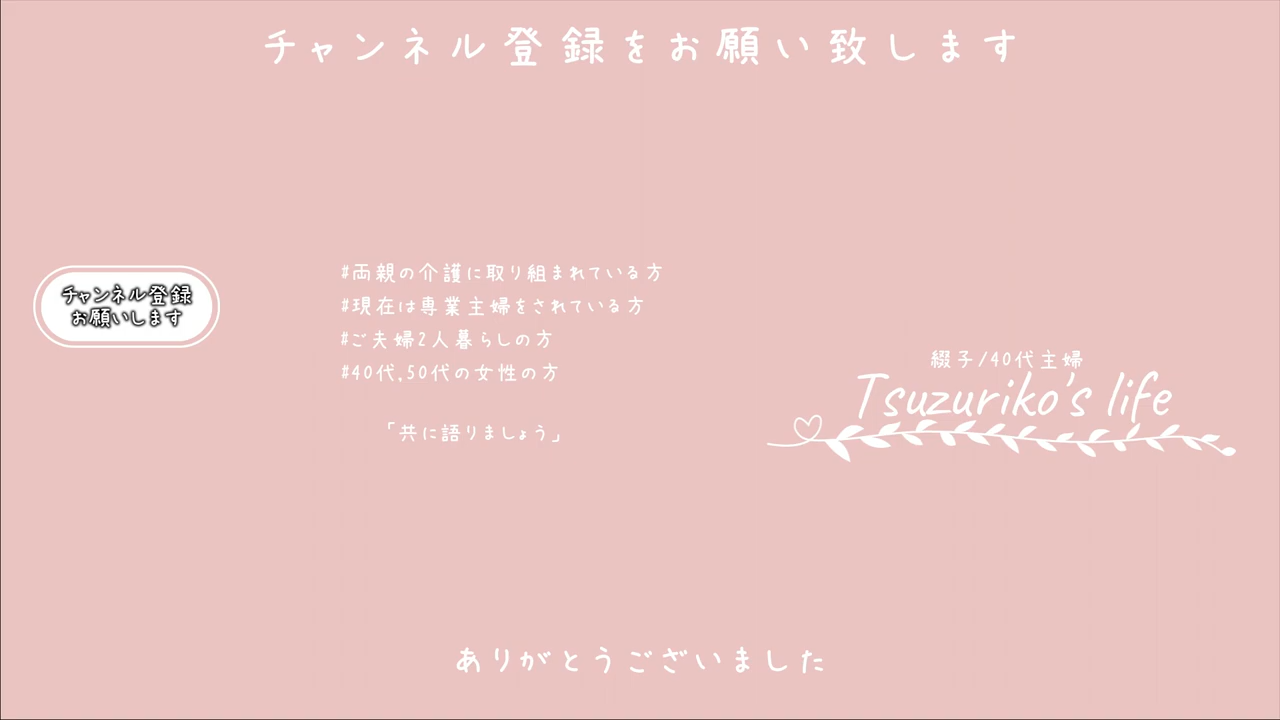 チャンネル登録をお願い致します
チャンネル登録
お願いします
#両親の介護に取り組まれている方
#現在は専業主婦をされている方
#ご夫婦2人暮らしの方
#40代,50代の女性の方
「共に語りましょう」
綴子/40代主婦
Tsuzuriko's life
ありがとうございました